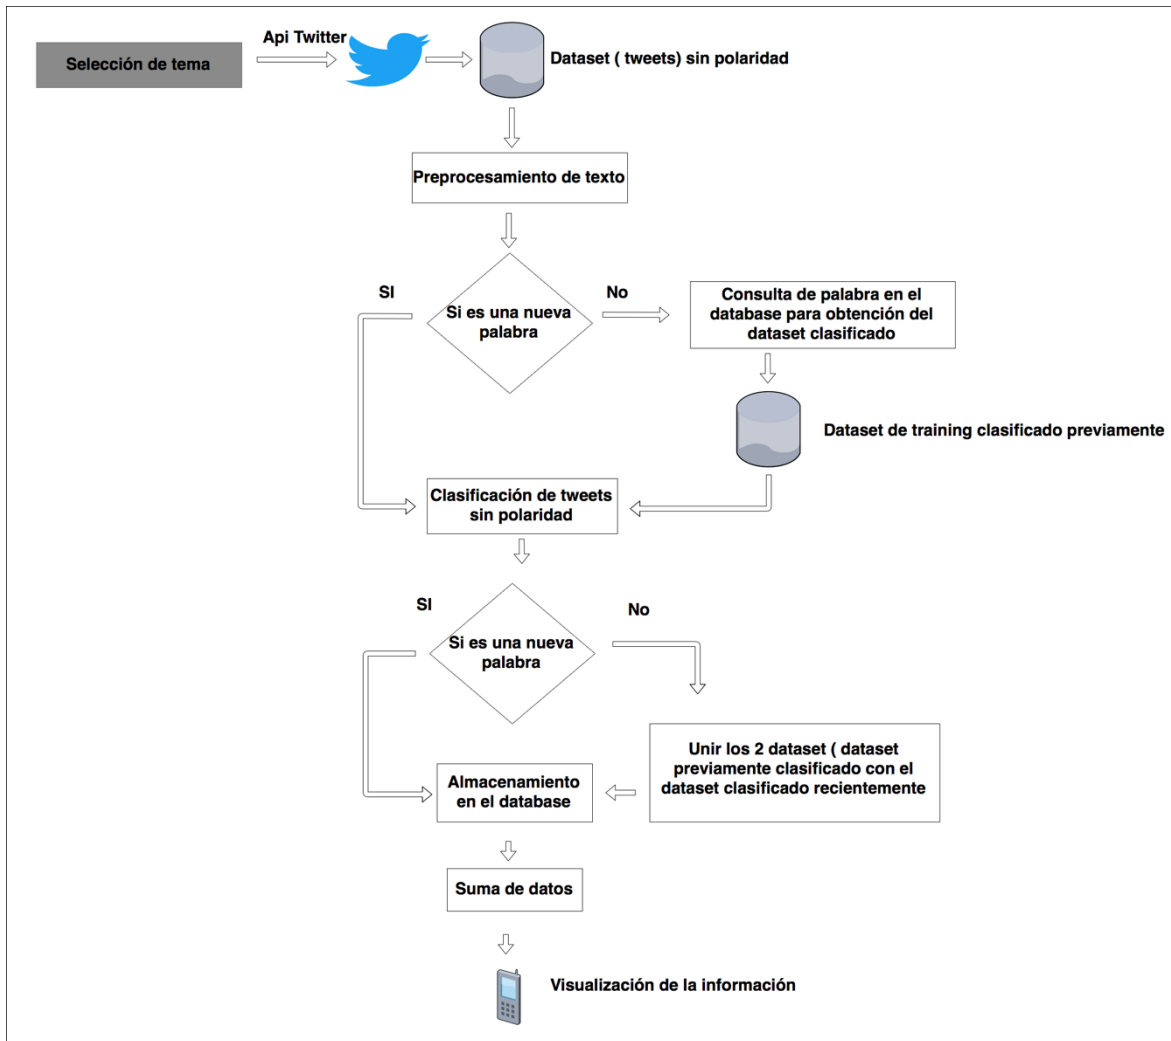 Api Twitter
Selección de tema
Dataset ( tweets) sin polaridad
Preprocesamiento de texto
SI
No
Si es una nueva
palabra
Consulta de palabra en el
database para obtención del
dataset clasificado
Dataset de training clasificado previamente
Clasificación de tweets
sin polaridad
SI
No
Si es una nueva
palabra
Unir los 2 dataset ( dataset
previamente clasificado con el
dataset clasificado recientemente
Almacenamiento
en el database
Suma de datos
Visualización de la información